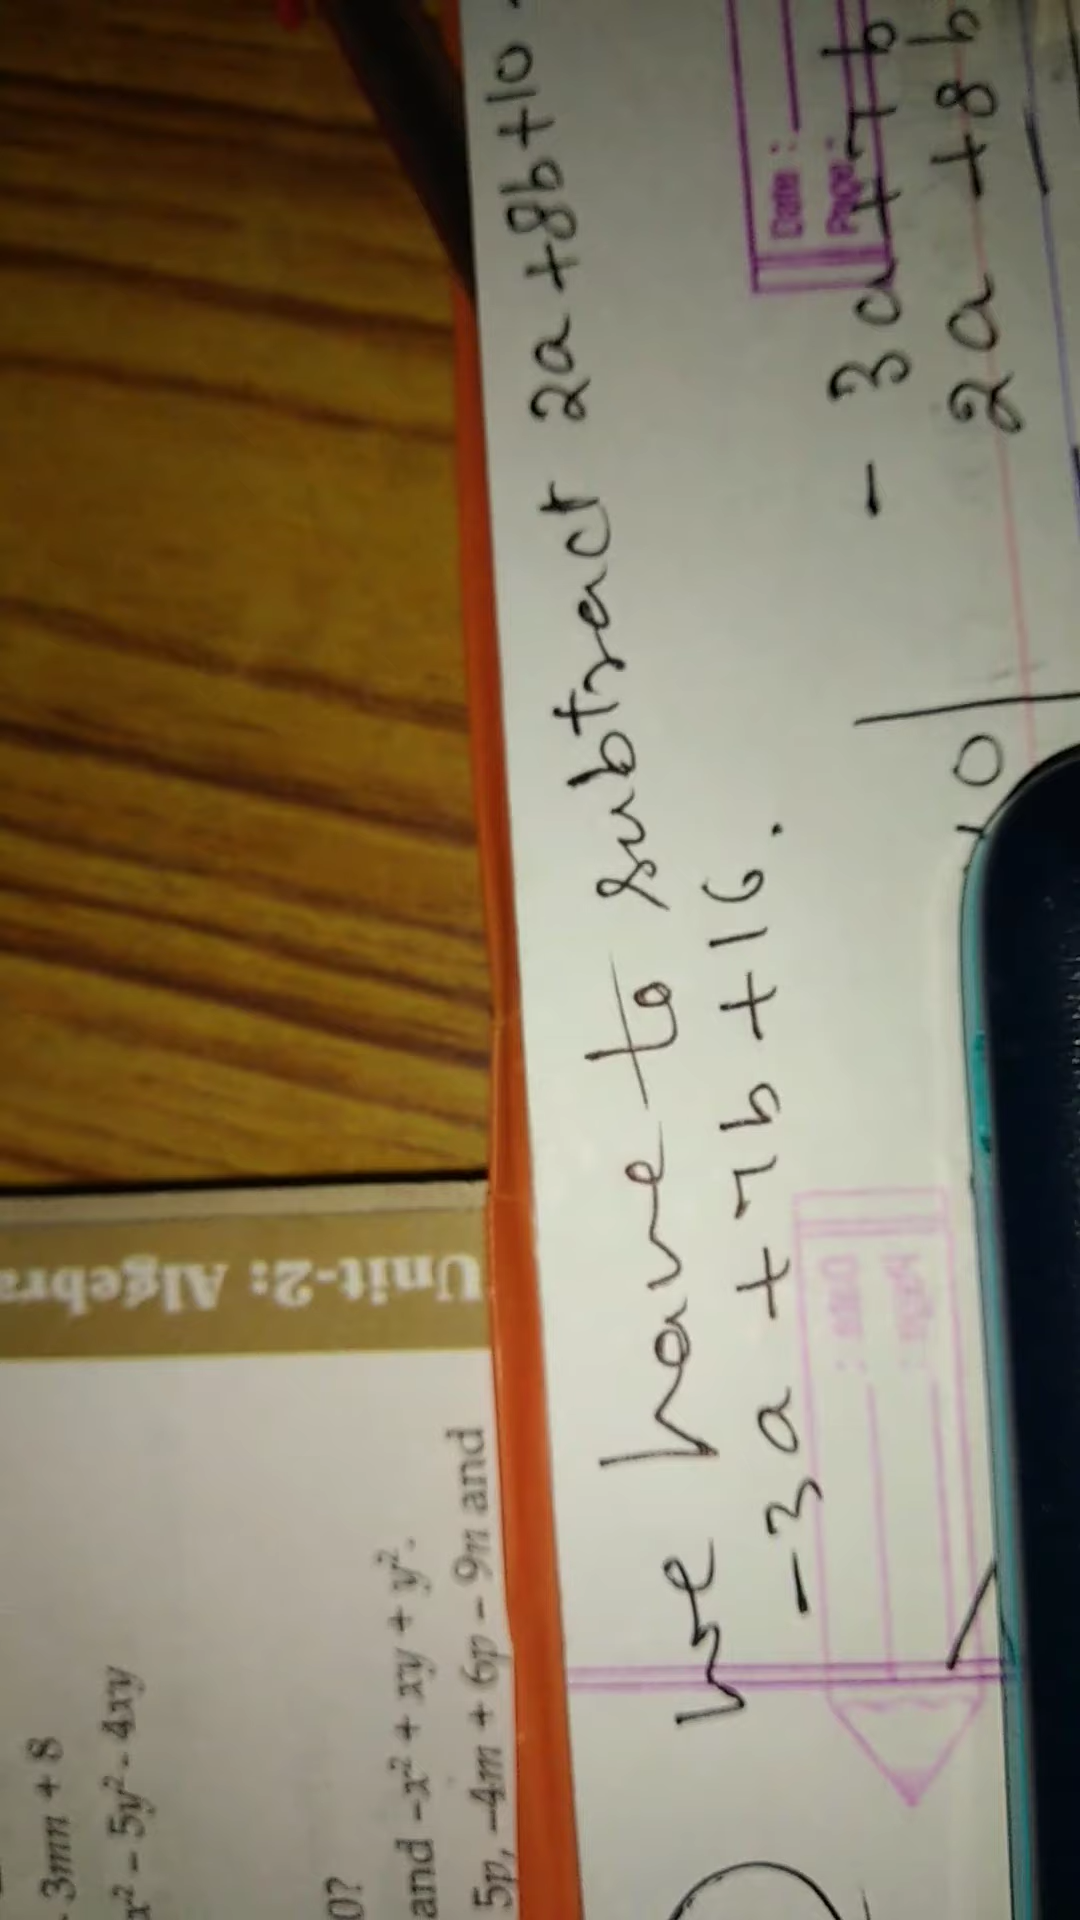 We have to subtract 2a + 8b + 10
-3a + 7b + 16.
Date :
Page:
- 3a + 7b
2a + 8b
10
Unit-2: Algebra
- 3mn + 8
x² - 5y² - 4xy
0?
and -x² + xy + y².
5p, -4m + 6p - 9n and